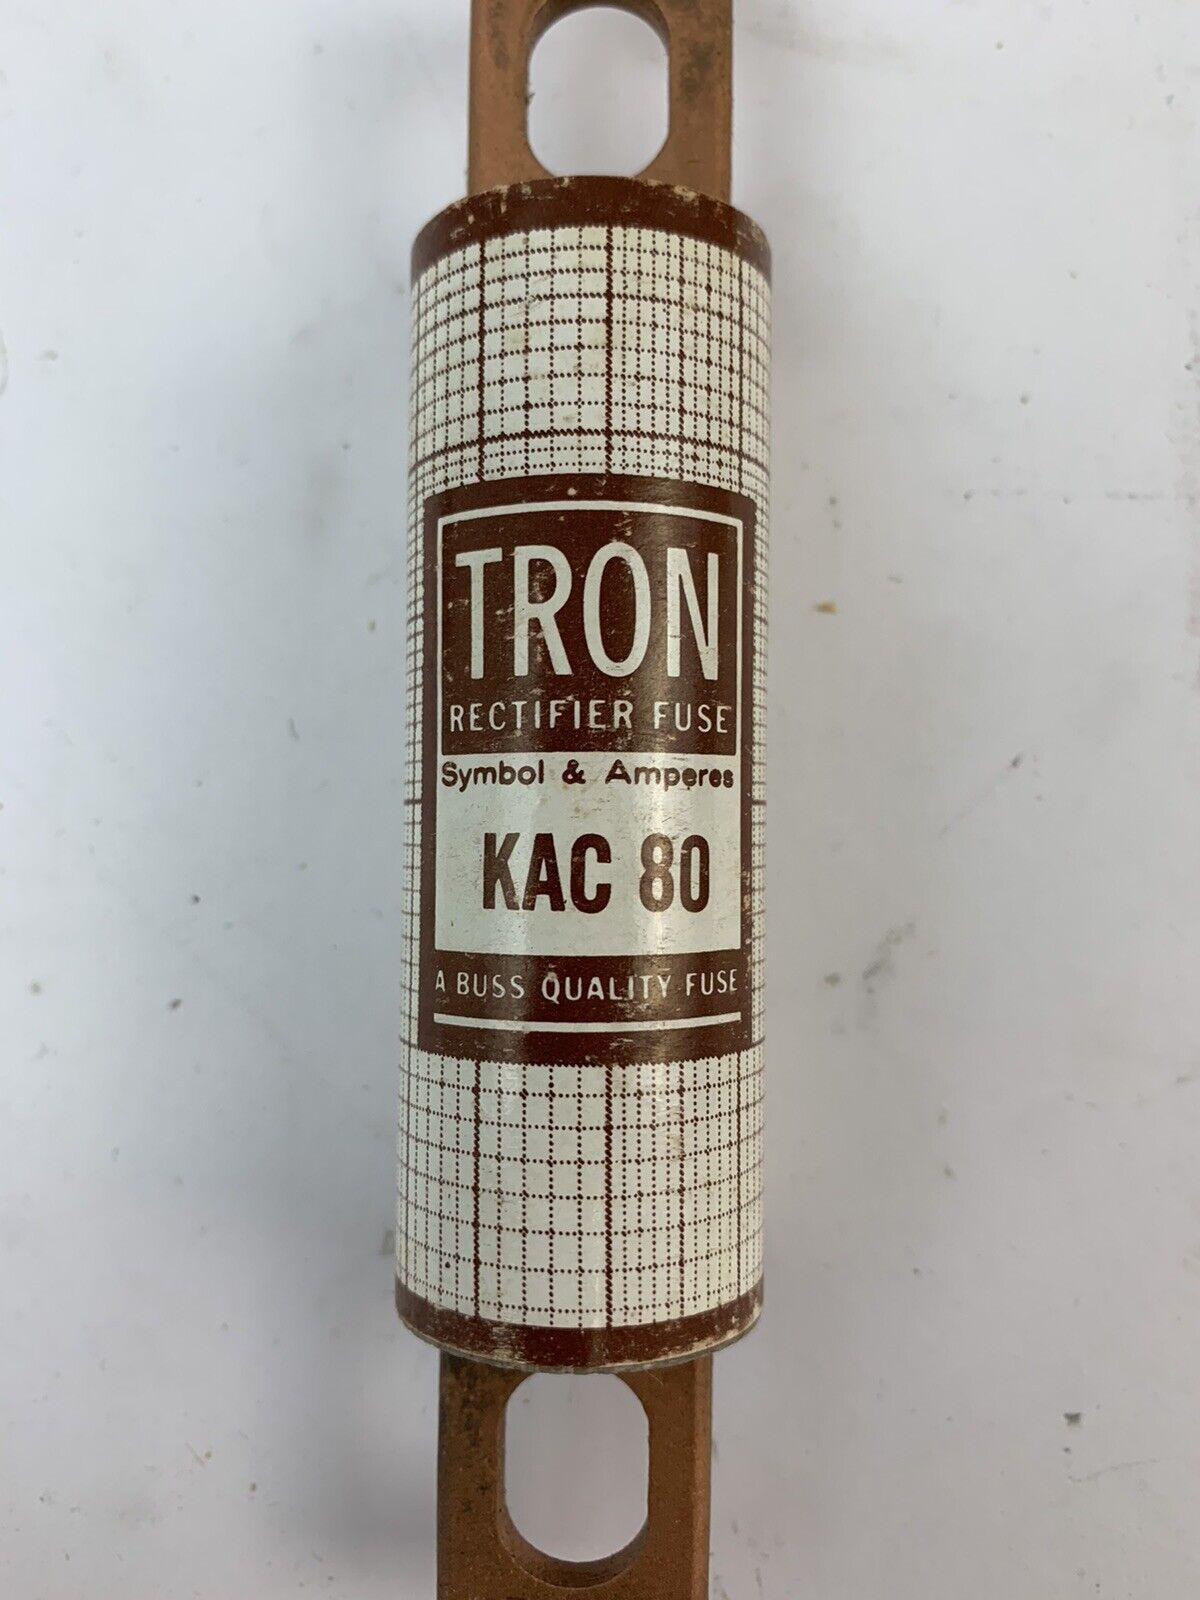 TRON
RECTIFIER FUSE
Symbol & Amperes
KAC 80
A BUSS QUALITY FUSE